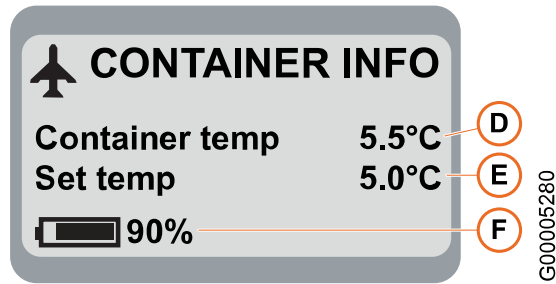 CONTAINER INFO
Container temp 5.5°C D
Set temp 5.0°C E
90% F
G00005280